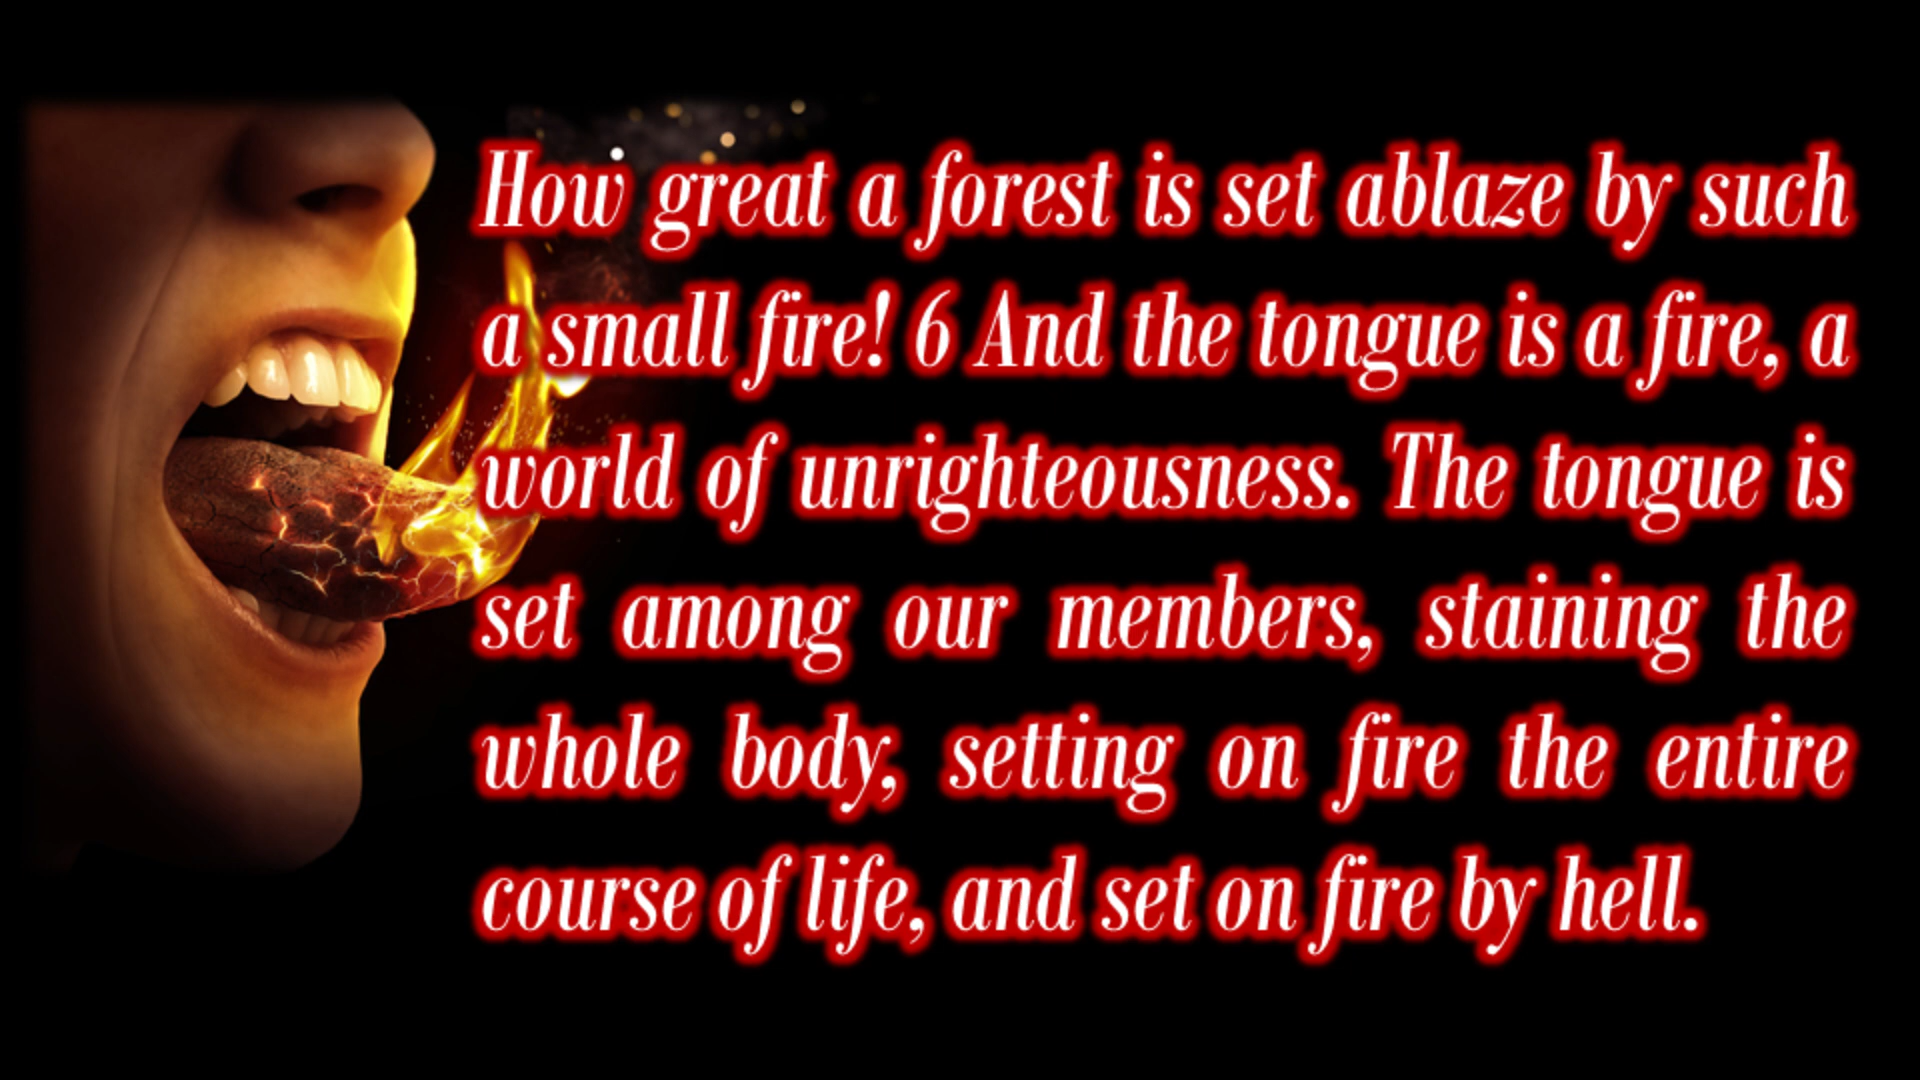 How great a forest is set ablaze by such
a small fire! 6 And the tongue is a fire, a
world of unrighteousness. The tongue is
set among our members, staining the
whole body, setting on fire the entire
course of life, and set on fire by hell.